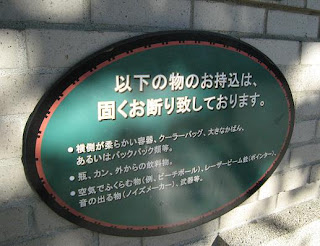 以下の物のお持込は、
固くお断り致しております。
●横側が柔らかい容器、クーラーバッグ、大きなかばん、
あるいはバックパック類等。
●瓶、カン、外からの飲料物。
●空気でふくらむ物(例、ビーチボール)、レーザービーム銃(ポインター)、
音の出る物(ノイズメーカー)、武器等。